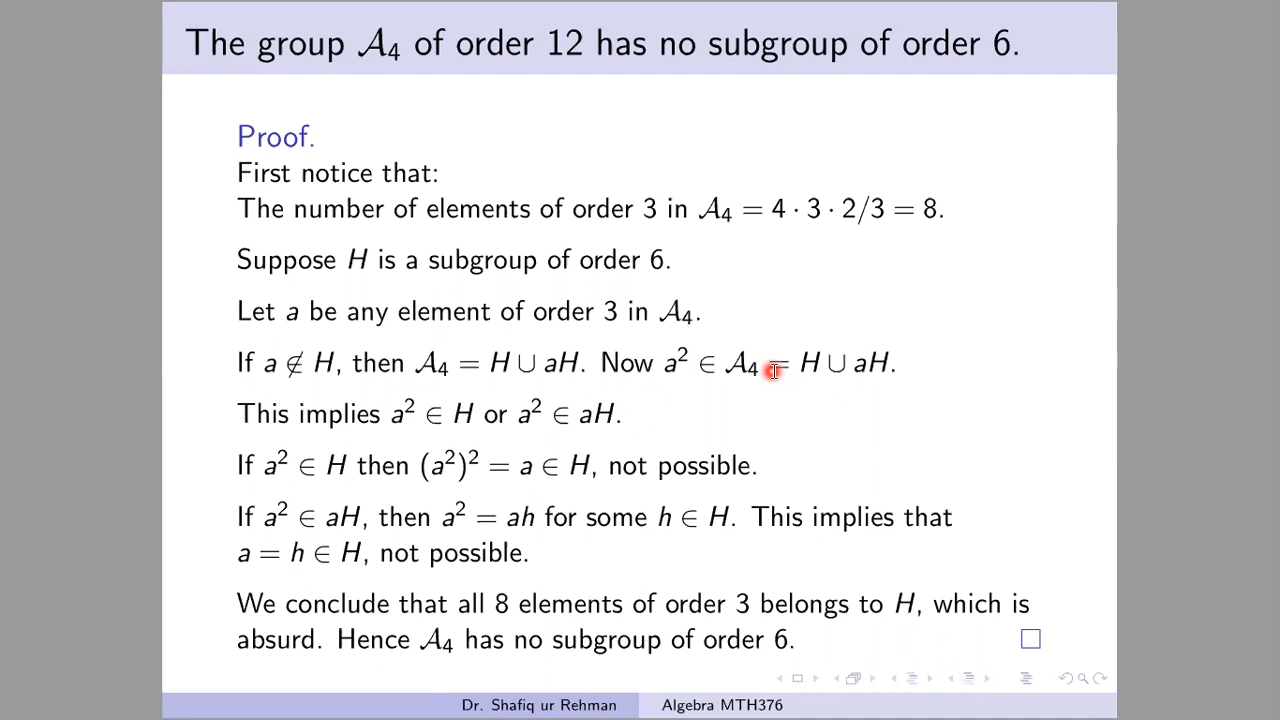 The group 𝒜₄ of order 12 has no subgroup of order 6.
Proof.
First notice that:
The number of elements of order 3 in 𝒜₄ = 4 · 3 · 2/3 = 8.
Suppose H is a subgroup of order 6.
Let a be any element of order 3 in 𝒜₄.
If a ∉ H, then 𝒜₄ = H ∪ aH. Now a² ∈ 𝒜₄ = H ∪ aH.
This implies a² ∈ H or a² ∈ aH.
If a² ∈ H then (a²)² = a ∈ H, not possible.
If a² ∈ aH, then a² = ah for some h ∈ H. This implies that
a = h ∈ H, not possible.
We conclude that all 8 elements of order 3 belongs to H, which is
absurd. Hence 𝒜₄ has no subgroup of order 6. □
Dr. Shafiq ur Rehman Algebra MTH376